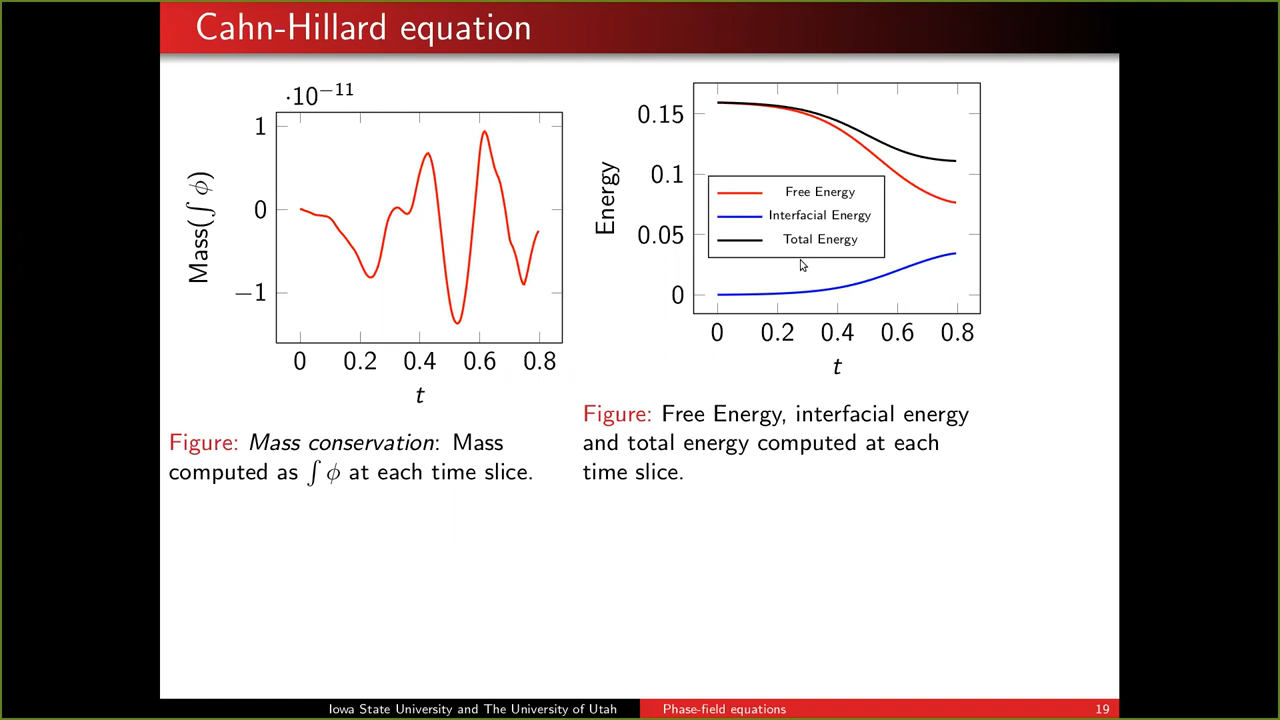 Cahn-Hillard equation
·10−11
1
0
−1
Mass(∫ ϕ)
0 0.2 0.4 0.6 0.8
t
Figure: Mass conservation: Mass
computed as ∫ ϕ at each time slice.
0.15
0.1
0.05
0
Energy
Free Energy
Interfacial Energy
Total Energy
0 0.2 0.4 0.6 0.8
t
Figure: Free Energy, interfacial energy
and total energy computed at each
time slice.
Iowa State University and The University of Utah
Phase-field equations
19